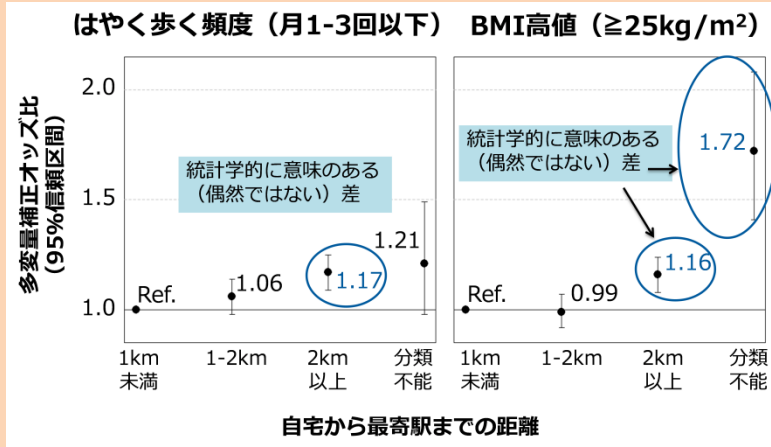 はやく歩く頻度（月1-3回以下）
BMI高値（≧25kg/m²）
多変量補正オッズ比
（95%信頼区間）
2.0
1.5
1.0
統計学的に意味のある
（偶然ではない）差
Ref.
1.06
1.17
1.21
1km
未満
1-2km
2km
以上
分類
不能
統計学的に意味のある
（偶然ではない）差
Ref.
0.99
1.16
1.72
1km
未満
1-2km
2km
以上
分類
不能
自宅から最寄駅までの距離